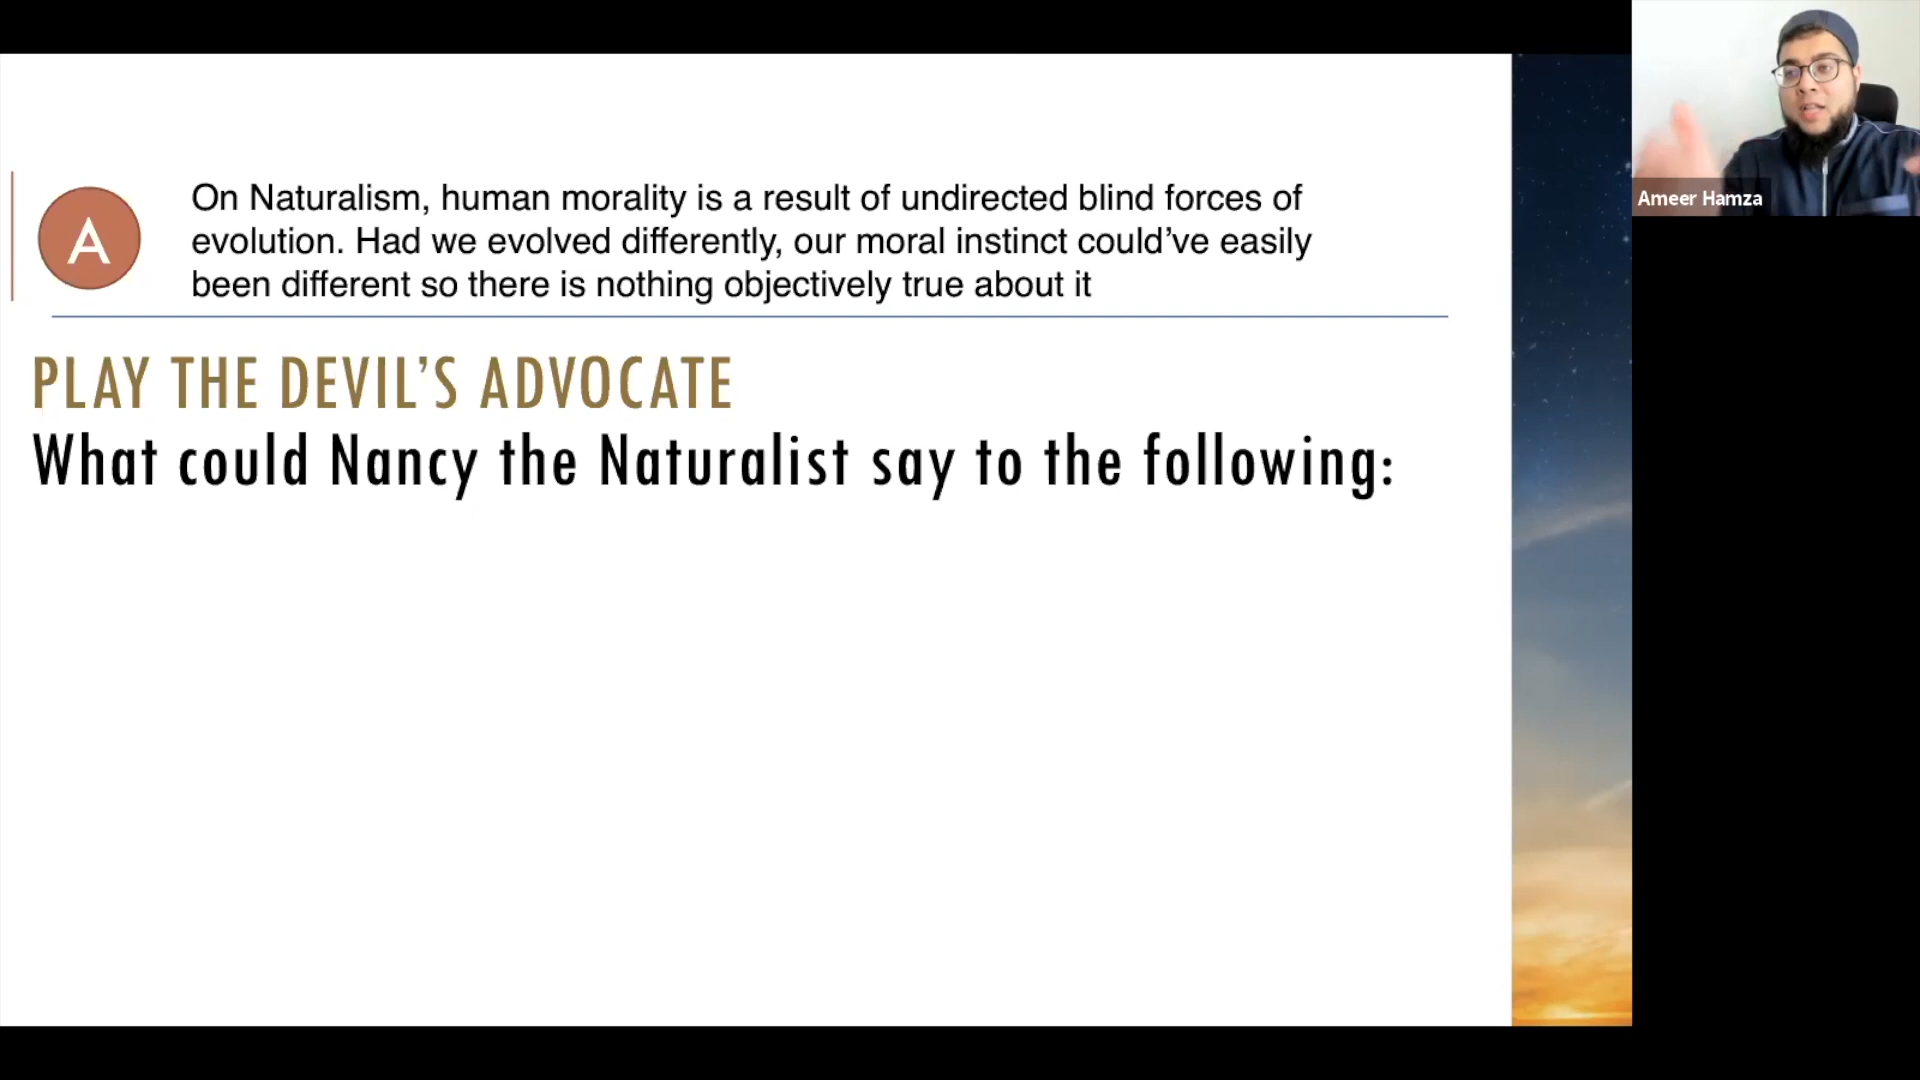 A
On Naturalism, human morality is a result of undirected blind forces of
evolution. Had we evolved differently, our moral instinct could’ve easily
been different so there is nothing objectively true about it
PLAY THE DEVIL’S ADVOCATE
What could Nancy the Naturalist say to the following:
Ameer Hamza